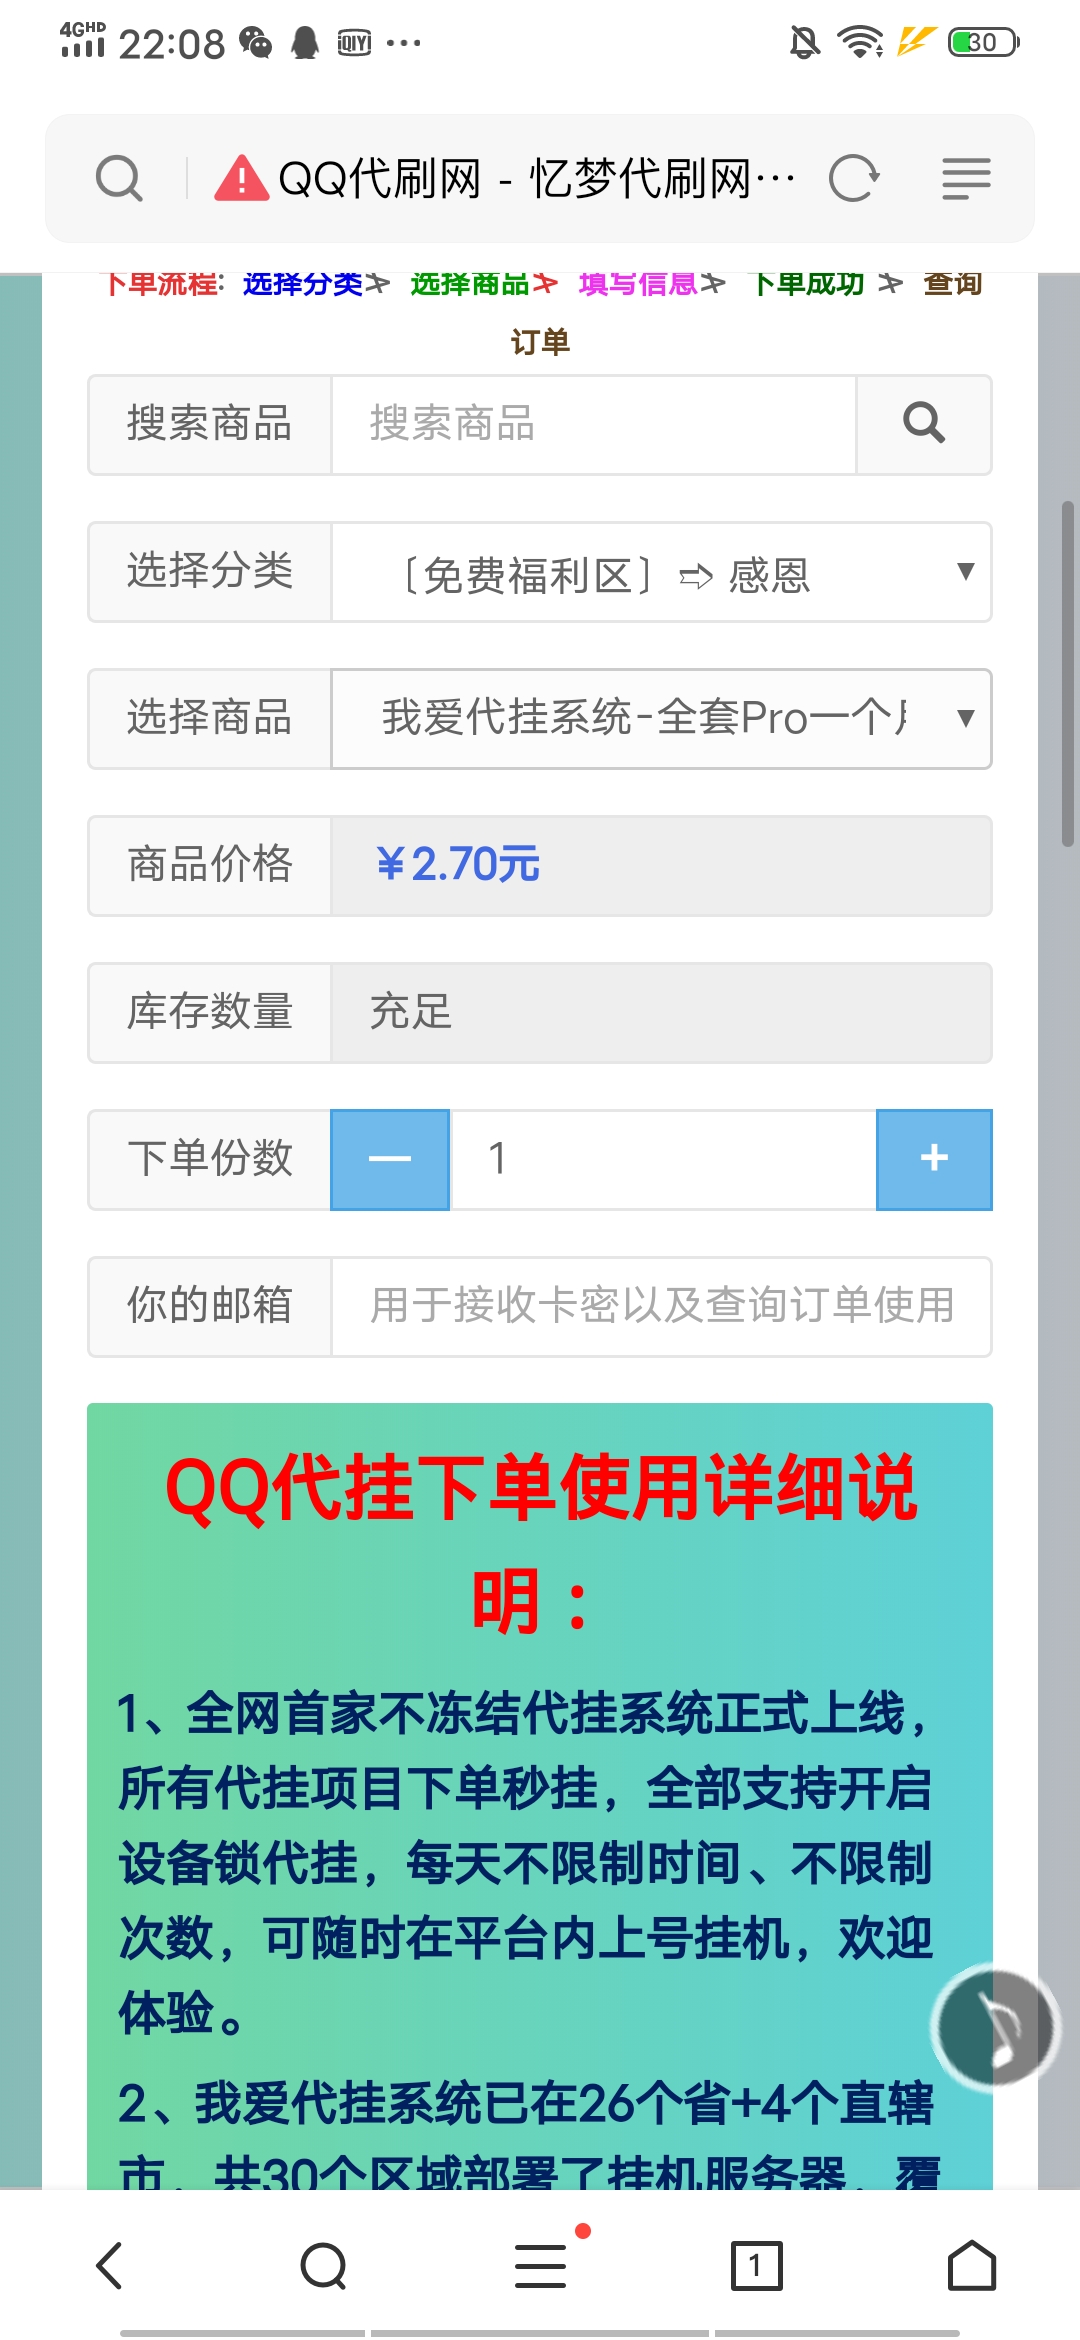 4GHD 22:08 iQIYI ··· 30
QQ代刷网 - 忆梦代刷网···
下单流程: 选择分类> 选择商品> 填写信息> 下单成功 > 查询
订单
搜索商品 搜索商品
选择分类 〔免费福利区〕➩ 感恩 ▼
选择商品 我爱代挂系统-全套Pro一个 ▼
商品价格 ￥2.70元
库存数量 充足
下单份数 — 1 +
你的邮箱 用于接收卡密以及查询订单使用
QQ代挂下单使用详细说
明：
1、全网首家不冻结代挂系统正式上线，
所有代挂项目下单秒挂，全部支持开启
设备锁代挂，每天不限制时间、不限制
次数，可随时在平台内上号挂机，欢迎
体验。
2、我爱代挂系统已在26个省+4个直辖
市，共30个区域部署了挂机服务器，覆
1